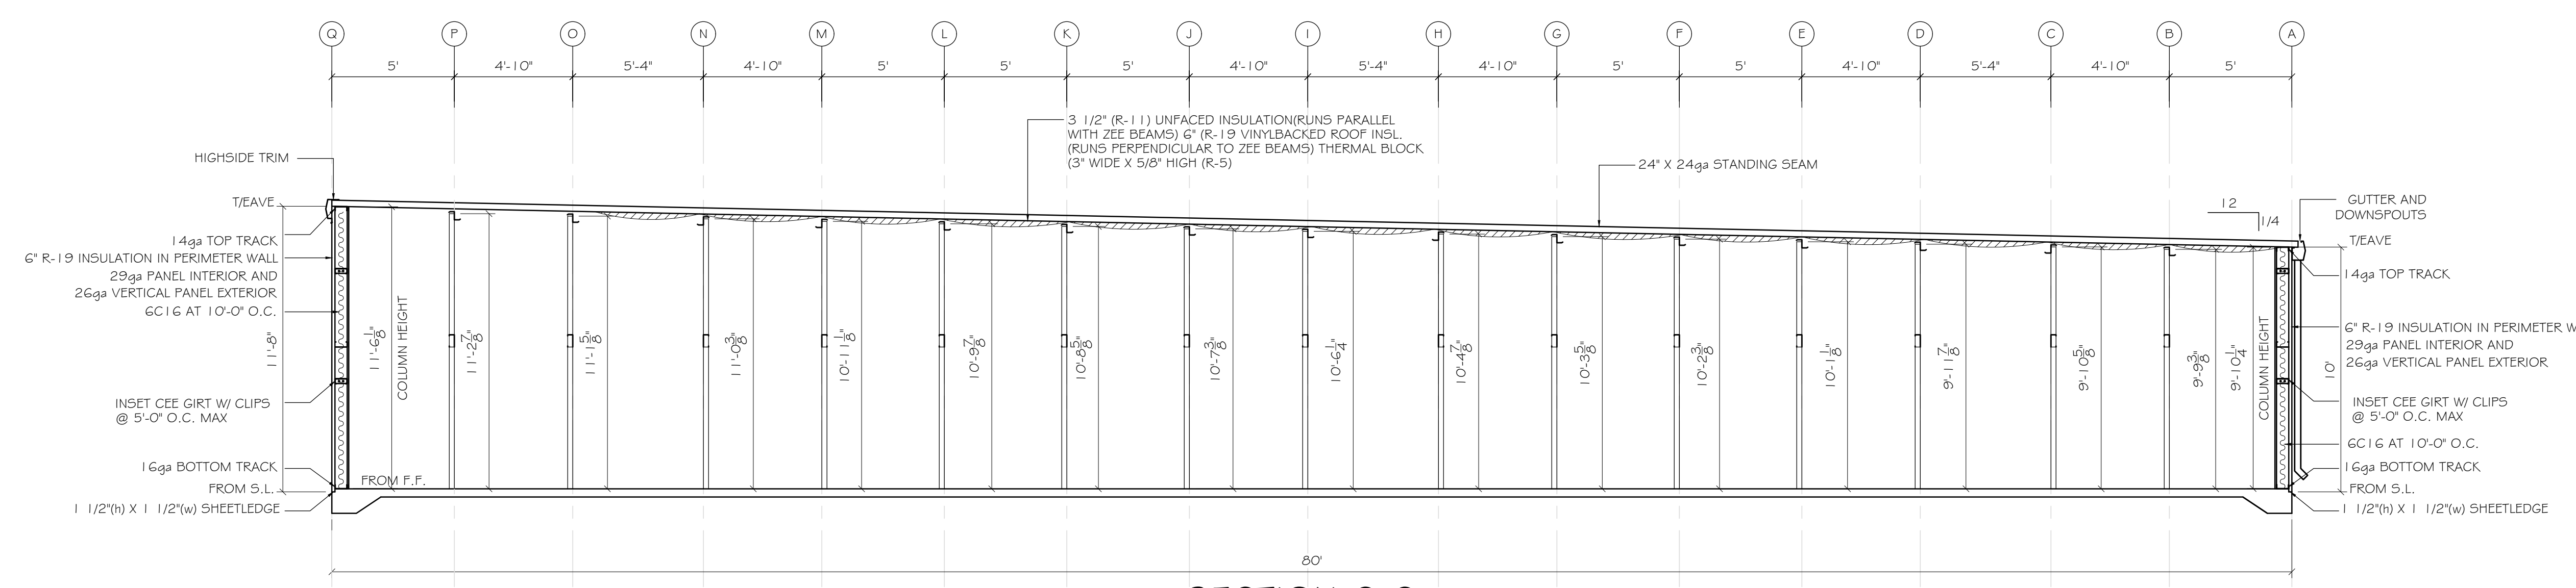 Q P O N M L K J I H G F E D C B A
5' 4'-10" 5'-4" 4'-10" 5' 5' 5' 4'-10" 5'-4" 4'-10" 5' 5' 4'-10" 5'-4" 4'-10" 5'
3 1/2" (R-11) UNFACED INSULATION(RUNS PARALLEL
WITH ZEE BEAMS) 6" (R-19 VINYLBACKED ROOF INSL.
(RUNS PERPENDICULAR TO ZEE BEAMS) THERMAL BLOCK
(3" WIDE X 5/8" HIGH (R-5)
24" X 24ga STANDING SEAM
HIGHSIDE TRIM
T/EAVE
14ga TOP TRACK
6" R-19 INSULATION IN PERIMETER WALL
29ga PANEL INTERIOR AND
26ga VERTICAL PANEL EXTERIOR
6C16 AT 10'-0" O.C.
11'-8"
INSET CEE GIRT W/ CLIPS
@ 5'-0" O.C. MAX
16ga BOTTOM TRACK
FROM S.L.
1 1/2"(h) X 1 1/2"(w) SHEETLEDGE
11'-6 1/8"
COLUMN HEIGHT
FROM F.F.
11'-2 7/8"
11'-1 5/8"
11'-0 3/8"
10'-11 1/8"
10'-9 7/8"
10'-8 5/8"
10'-7 3/8"
10'-6 1/4"
10'-4 7/8"
10'-3 5/8"
10'-2 3/8"
10'-1 1/8"
9'-11 7/8"
9'-10 5/8"
9'-9 3/8"
9'-10 1/4"
COLUMN HEIGHT
12
1/4
GUTTER AND
DOWNSPOUTS
T/EAVE
14ga TOP TRACK
6" R-19 INSULATION IN PERIMETER W
29ga PANEL INTERIOR AND
26ga VERTICAL PANEL EXTERIOR
10'
INSET CEE GIRT W/ CLIPS
@ 5'-0" O.C. MAX
6C16 AT 10'-0" O.C.
16ga BOTTOM TRACK
FROM S.L.
1 1/2"(h) X 1 1/2"(w) SHEETLEDGE
80'